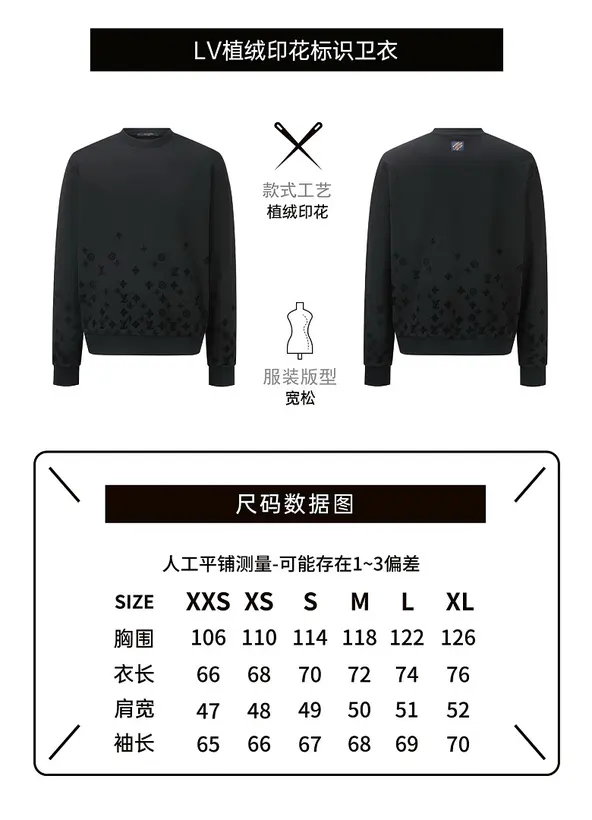 LV植绒印花标识卫衣
款式工艺
植绒印花
服装版型
宽松
尺码数据图
人工平铺测量-可能存在1~3偏差
SIZE XXS XS S M L XL
胸围 106 110 114 118 122 126
衣长 66 68 70 72 74 76
肩宽 47 48 49 50 51 52
袖长 65 66 67 68 69 70